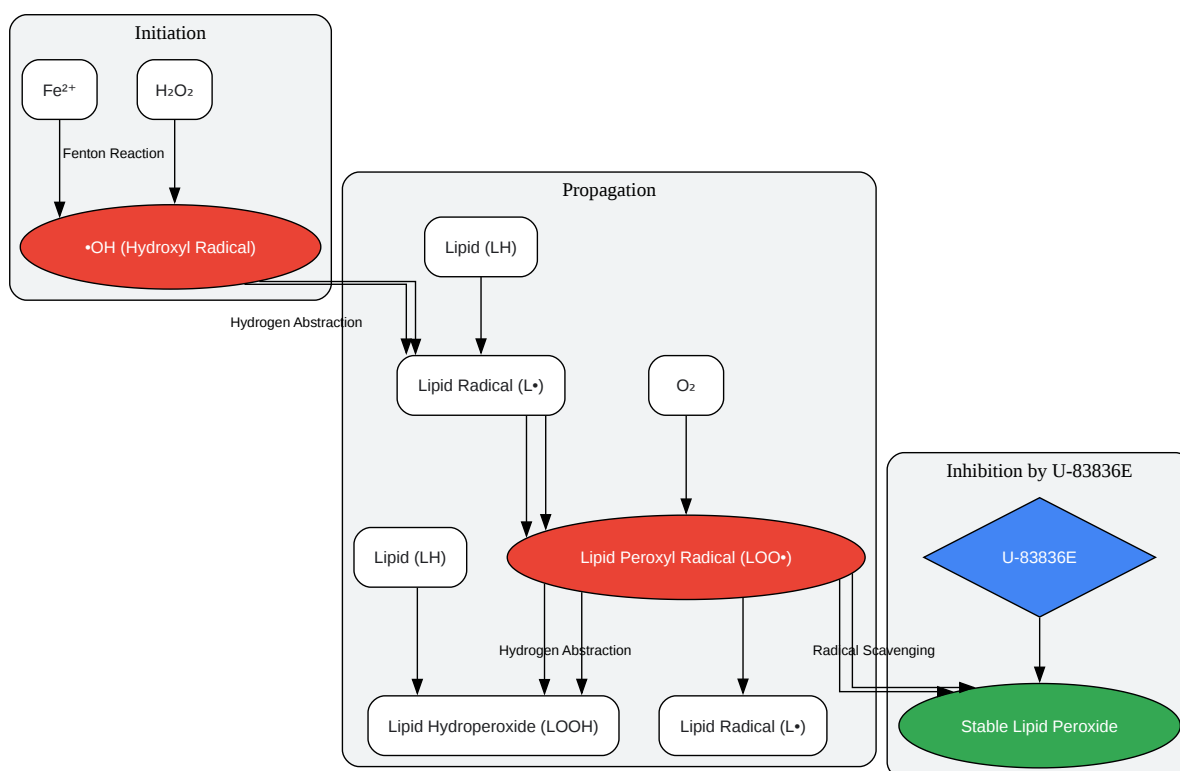 Initiation
Fe²⁺
H₂O₂
Fenton Reaction
•OH (Hydroxyl Radical)
Propagation
Lipid (LH)
Hydrogen Abstraction
Lipid Radical (L•)
O₂
Lipid (LH)
Lipid Peroxyl Radical (LOO•)
Hydrogen Abstraction
Lipid Hydroperoxide (LOOH)
Lipid Radical (L•)
Inhibition by U-83836E
U-83836E
Radical Scavenging
Stable Lipid Peroxide